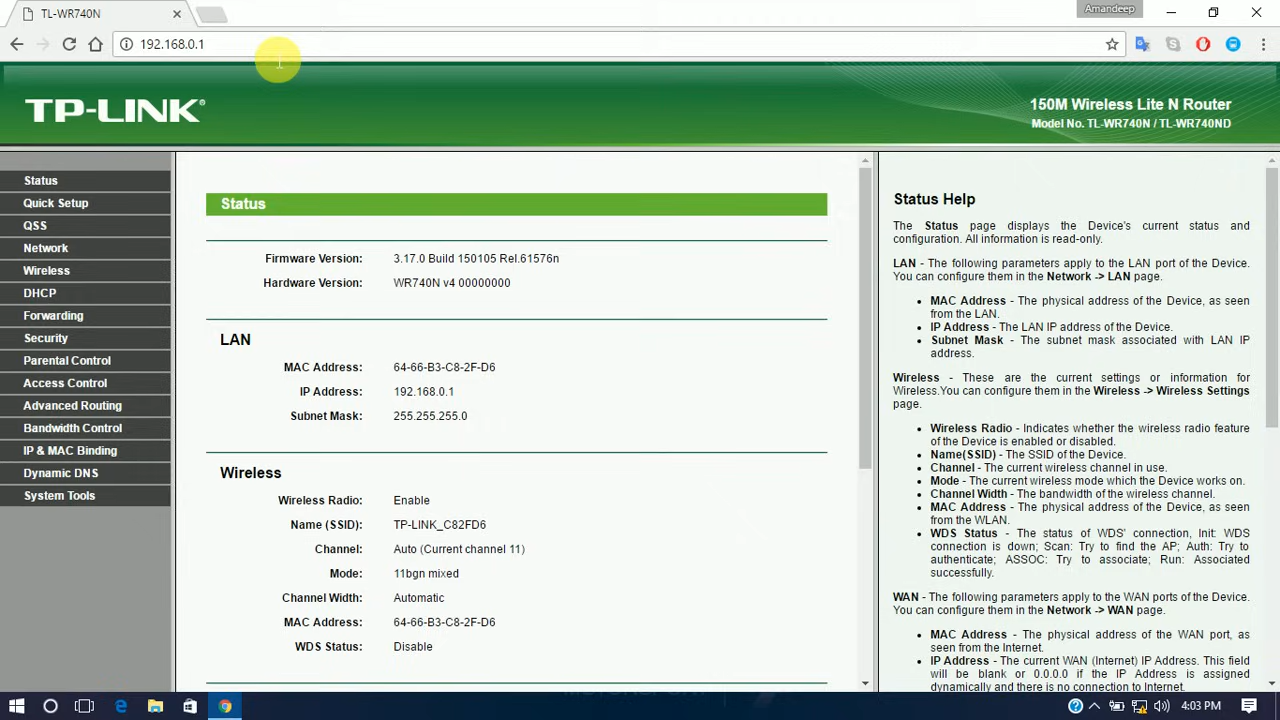 TL-WR740N
Amandeep
192.168.0.1
TP-LINK®
150M Wireless Lite N Router
Model No. TL-WR740N / TL-WR740ND
Status
Quick Setup
QSS
Network
Wireless
DHCP
Forwarding
Security
Parental Control
Access Control
Advanced Routing
Bandwidth Control
IP & MAC Binding
Dynamic DNS
System Tools
Status
Firmware Version: 3.17.0 Build 150105 Rel.61576n
Hardware Version: WR740N v4 00000000
LAN
MAC Address: 64-66-B3-C8-2F-D6
IP Address: 192.168.0.1
Subnet Mask: 255.255.255.0
Wireless
Wireless Radio: Enable
Name (SSID): TP-LINK_C82FD6
Channel: Auto (Current channel 11)
Mode: 11bgn mixed
Channel Width: Automatic
MAC Address: 64-66-B3-C8-2F-D6
WDS Status: Disable
Status Help
The Status page displays the Device's current status and
configuration. All information is read-only.
LAN - The following parameters apply to the LAN port of the Device.
You can configure them in the Network -> LAN page.
MAC Address - The physical address of the Device, as seen
from the LAN.
IP Address - The LAN IP address of the Device.
Subnet Mask - The subnet mask associated with LAN IP
address.
Wireless - These are the current settings or information for
Wireless.You can configure them in the Wireless -> Wireless Settings
page.
Wireless Radio - Indicates whether the wireless radio feature
of the Device is enabled or disabled.
Name(SSID) - The SSID of the Device.
Channel - The current wireless channel in use.
Mode - The current wireless mode which the Device works on.
Channel Width - The bandwidth of the wireless channel.
MAC Address - The physical address of the Device, as seen
from the WLAN.
WDS Status - The status of WDS' connection, Init: WDS
connection is down; Scan: Try to find the AP; Auth: Try to
authenticate; ASSOC: Try to associate; Run: Associated
successfully.
WAN - The following parameters apply to the WAN ports of the Device.
You can configure them in the Network -> WAN page.
MAC Address - The physical address of the WAN port, as
seen from the Internet.
IP Address - The current WAN (Internet) IP Address. This field
will be blank or 0.0.0.0 if the IP Address is assigned
dynamically and there is no connection to Internet.
4:03 PM